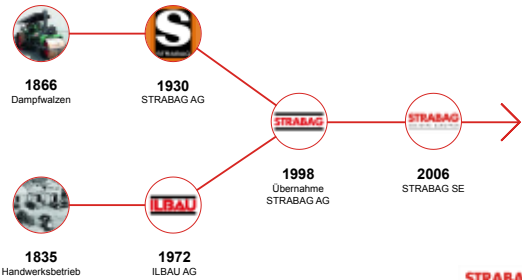 S
STRABAG
1866
Dampfwalzen
1930
STRABAG AG
STRABAG
1998
Übernahme
STRABAG AG
STRABAG
2006
STRABAG SE
ILBAU
1835
Handwerksbetrieb
1972
ILBAU AG